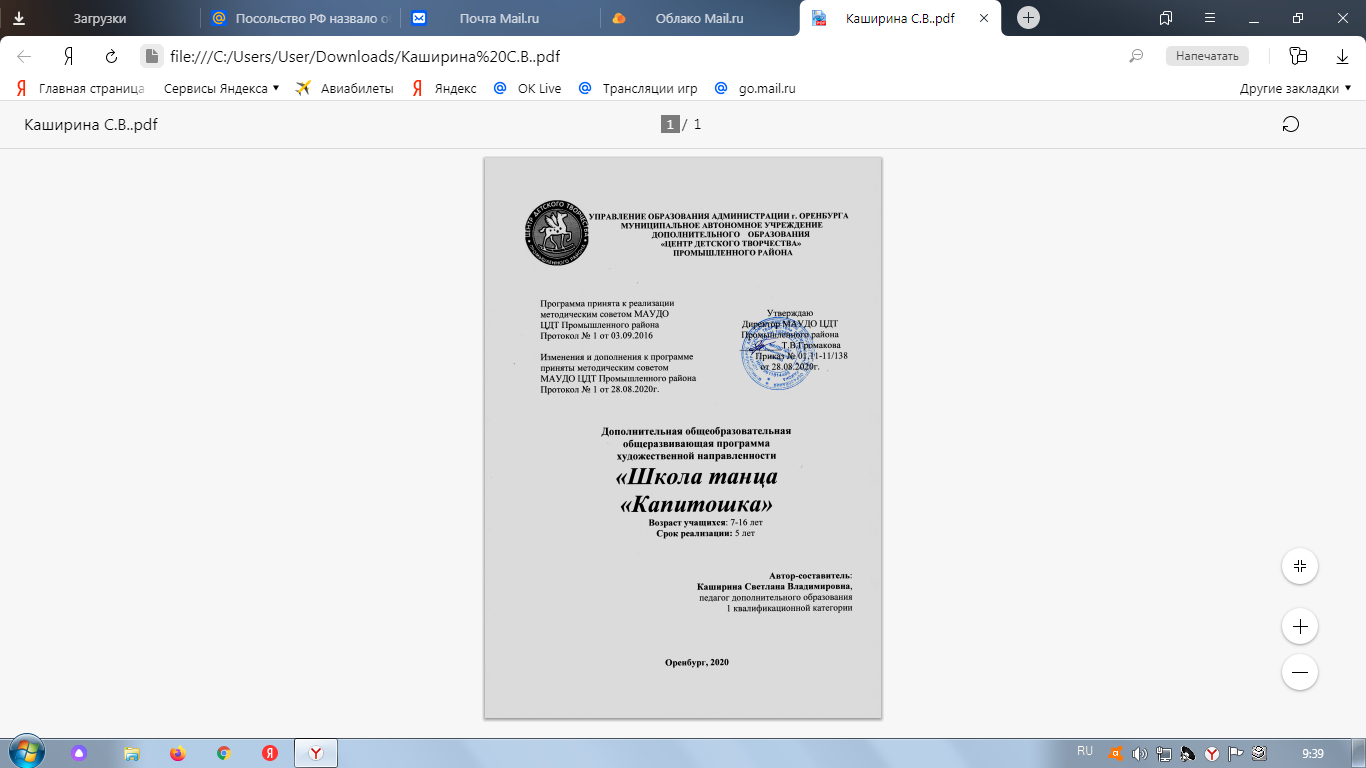 Загрузки
Посольство РФ назвало о
Почта Mail.ru
Облако Mail.ru
Каширина С.В..pdf
file:///C:/Users/User/Downloads/Каширина%20С.В..pdf
Напечатать
Главная страница
Сервисы Яндекса
Авиабилеты
Яндекс
OK Live
Трансляции игр
go.mail.ru
Другие закладки
Каширина С.В..pdf
1 / 1
ЦЕНТР ДЕТСКОГО ТВОРЧЕСТВА
ПРОМЫШЛЕННОГО РАЙОНА
УПРАВЛЕНИЕ ОБРАЗОВАНИЯ АДМИНИСТРАЦИИ г. ОРЕНБУРГА
МУНИЦИПАЛЬНОЕ АВТОНОМНОЕ УЧРЕЖДЕНИЕ
ДОПОЛНИТЕЛЬНОГО ОБРАЗОВАНИЯ
«ЦЕНТР ДЕТСКОГО ТВОРЧЕСТВА»
ПРОМЫШЛЕННОГО РАЙОНА
Программа принята к реализации
методическим советом МАУДО
ЦДТ Промышленного района
Протокол № 1 от 03.09.2016
Изменения и дополнения к программе
приняты методическим советом
МАУДО ЦДТ Промышленного района
Протокол № 1 от 28.08.2020г.
Утверждаю
Директор МАУДО ЦДТ
Промышленного района
Т.В.Громакова
Приказ № 01.11-11/138
от 28.08.2020г.
Дополнительная общеобразовательная
общеразвивающая программа
художественной направленности
«Школа танца
«Капитошка»
Возраст учащихся: 7-16 лет
Срок реализации: 5 лет
Автор-составитель:
Каширина Светлана Владимировна,
педагог дополнительного образования
1 квалификационной категории
Оренбург, 2020
RU
9:39